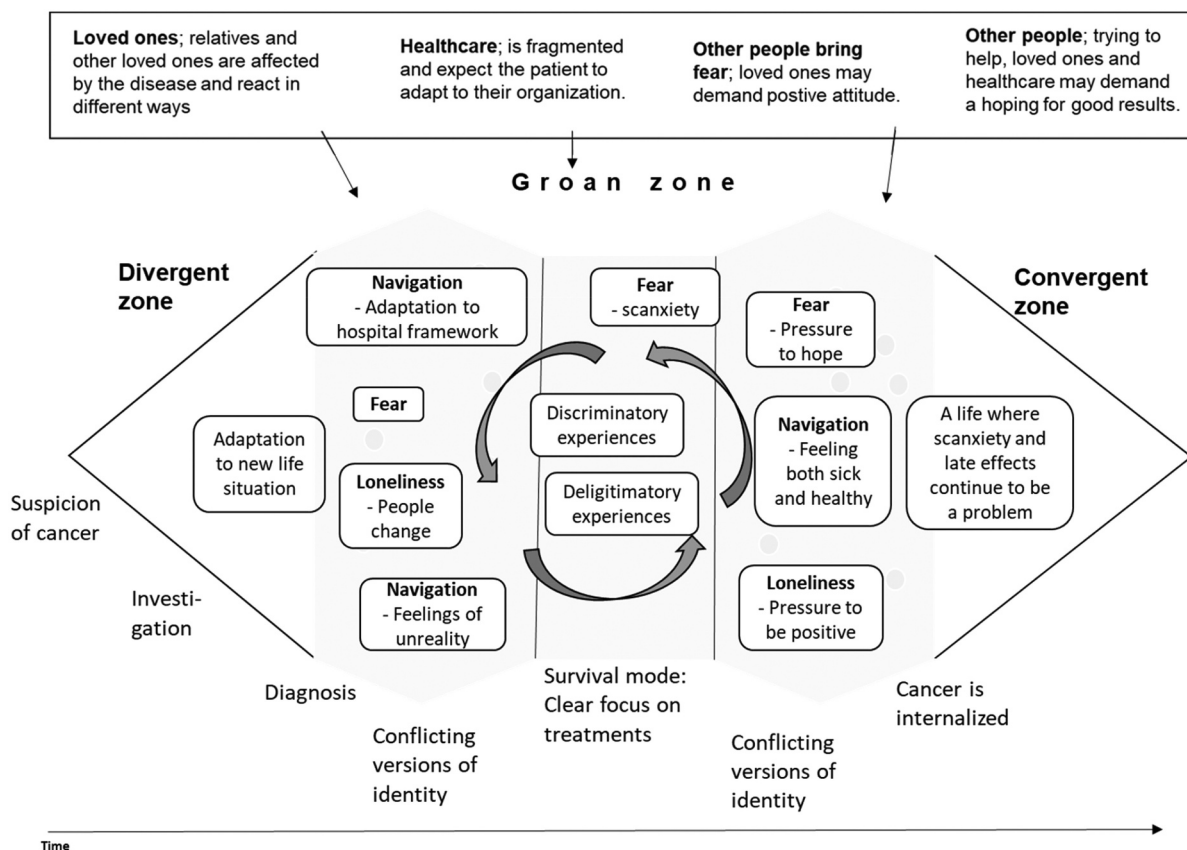 Loved ones; relatives and
other loved ones are affected
by the disease and react in
different ways
Healthcare; is fragmented
and expect the patient to
adapt to their organization.
Other people bring
fear; loved ones may
demand postive attitude.
Other people; trying to
help, loved ones and
healthcare may demand
a hoping for good results.
Groan zone
Divergent
zone
Convergent
zone
Navigation
- Adaptation to
hospital framework
Fear
- scanxiety
Fear
- Pressure
to hope
Fear
Adaptation
to new life
situation
Loneliness
- People
change
Navigation
- Feelings of
unreality
Discriminatory
experiences
Deligitimatory
experiences
Navigation
- Feeling
both sick
and healthy
Loneliness
- Pressure to
be positive
A life where
scanxiety and
late effects
continue to be
a problem
Suspicion
of cancer
Investi-
gation
Diagnosis
Conflicting
versions of
identity
Survival mode:
Clear focus on
treatments
Conflicting
versions of
identity
Cancer is
internalized
Time